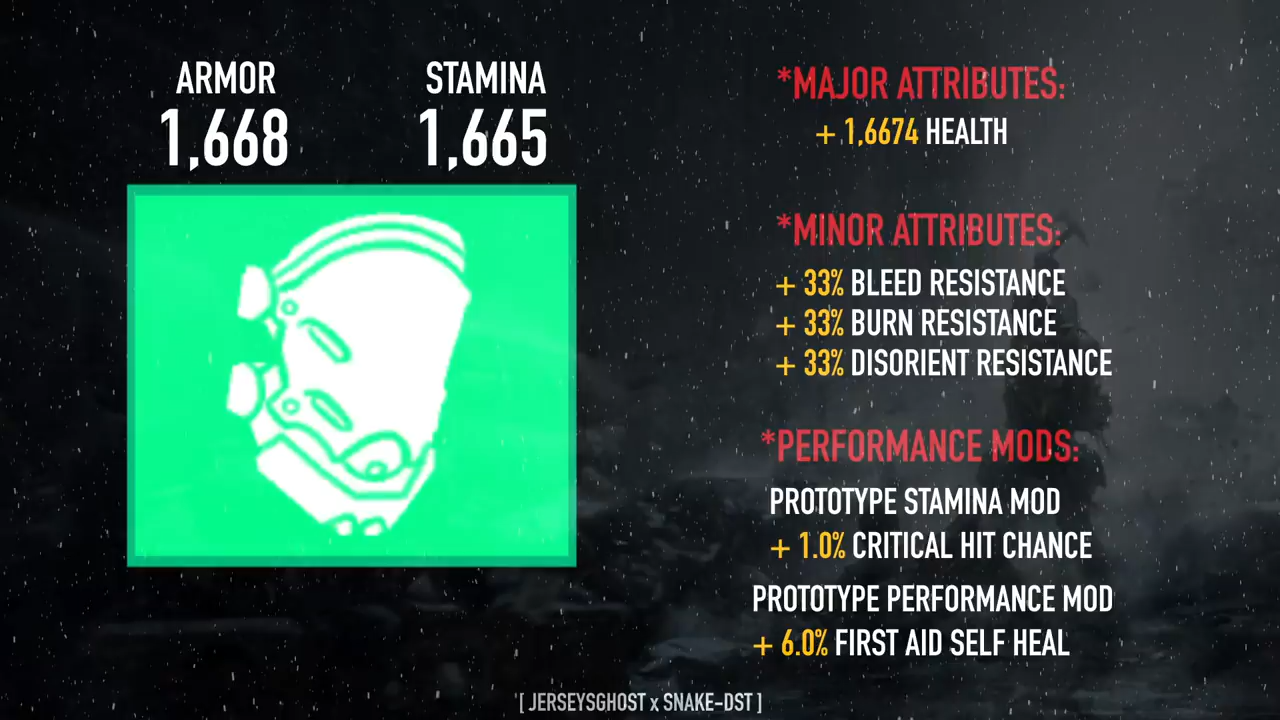 ARMOR
1,668
STAMINA
1,665
*MAJOR ATTRIBUTES:
+ 1,6674 HEALTH
*MINOR ATTRIBUTES:
+ 33% BLEED RESISTANCE
+ 33% BURN RESISTANCE
+ 33% DISORIENT RESISTANCE
*PERFORMANCE MODS:
PROTOTYPE STAMINA MOD
+ 1.0% CRITICAL HIT CHANCE
PROTOTYPE PERFORMANCE MOD
+ 6.0% FIRST AID SELF HEAL
'[ JERSEYSGHOST x SNAKE-DST ]